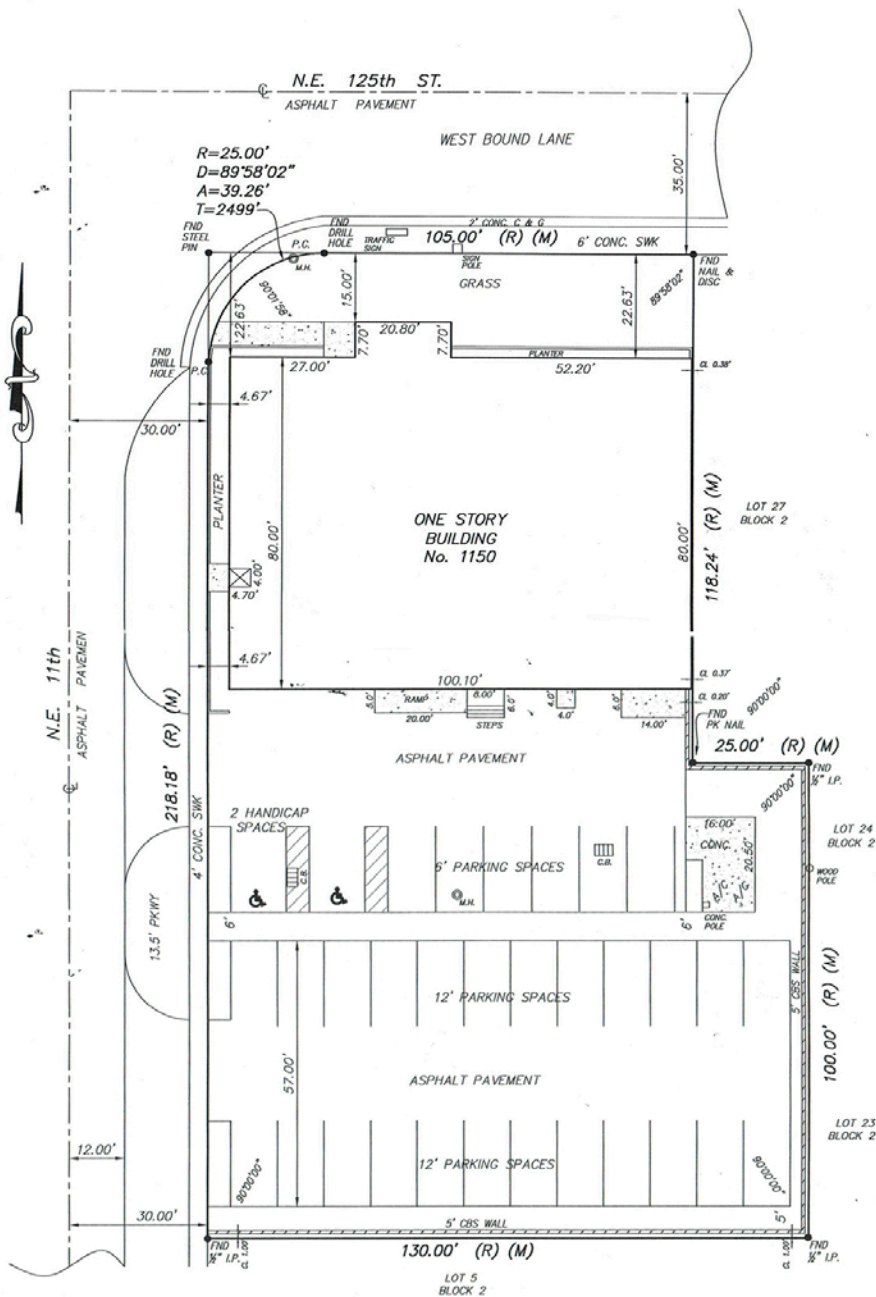 N.E. 125th ST.
ASPHALT PAVEMENT
WEST BOUND LANE
R=25.00'
D=89°58'02"
A=39.26'
T=2499'
35.00'
FND
STEEL
PIN
P.C.
M.H.
FND
DRILL
HOLE
TRAFFIC
SIGN
2' CONC. C & G
105.00' (R) (M)
6' CONC. SWK
SIGN
POLE
FND
NAIL &
DISC
GRASS
90°01'58"
22.63'
15.00'
22.63'
89°58'02"
20.80'
7.70'
7.70'
PLANTER
FND
DRILL
HOLE
P.C.
27.00'
52.20'
CL 0.38'
4.67'
30.00'
PLANTER
80.00'
ONE STORY
BUILDING
No. 1150
80.00'
118.24' (R) (M)
LOT 27
BLOCK 2
4.00'
4.70'
4.67'
100.10'
CL 0.37'
CL 0.20'
90°00'00"
5.0'
RAMP
20.00'
8.00'
6.0'
STEPS
4.0'
4.0'
6.0'
14.00'
FND
PK NAIL
25.00' (R) (M)
N.E. 11th
ASPHALT PAVEMEN
218.18' (R) (M)
4' CONC. SWK
ASPHALT PAVEMENT
FND
½" I.P.
90°00'00"
2 HANDICAP
SPACES
C.B.
6' PARKING SPACES
C.B.
M.H.
16.00'
CONC.
20.50'
A/C
A/C
CONC.
POLE
LOT 24
BLOCK 2
WOOD
POLE
13.5' PKWY
6'
6'
12' PARKING SPACES
5' CBS WALL
100.00' (R) (M)
57.00'
ASPHALT PAVEMENT
LOT 23
BLOCK 2
12.00'
12' PARKING SPACES
90°00'00"
90°00'00"
30.00'
5' CBS WALL
5'
FND
½" I.P.
CL 1.00'
130.00' (R) (M)
CL 1.00'
FND
½" I.P.
LOT 5
BLOCK 2